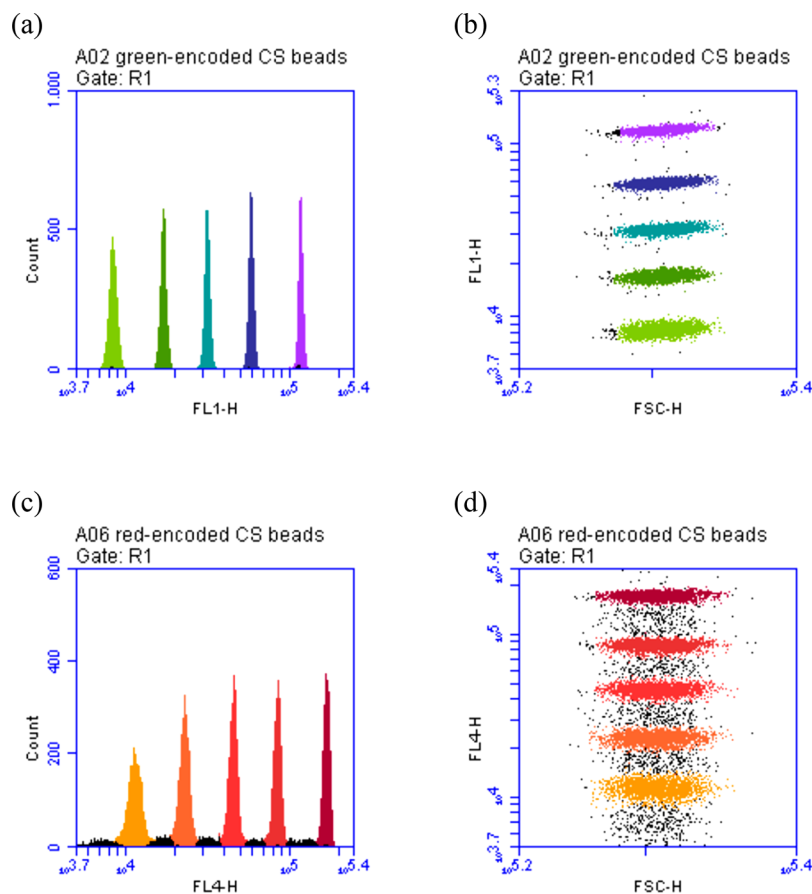 (a)
A02 green-encoded CS beads
Gate: R1
1,000
500
0
Count
10^3.7 10^4 10^5 10^5.4
FL1-H
(b)
A02 green-encoded CS beads
Gate: R1
10^5.3
10^5
10^4
10^3.7
FL1-H
10^5.2 10^5.4
FSC-H
(c)
A06 red-encoded CS beads
Gate: R1
600
400
200
0
Count
10^3.7 10^4 10^5 10^5.4
FL4-H
(d)
A06 red-encoded CS beads
Gate: R1
10^5.4
10^5
10^4
10^3.7
FL4-H
10^5.2 10^5.4
FSC-H